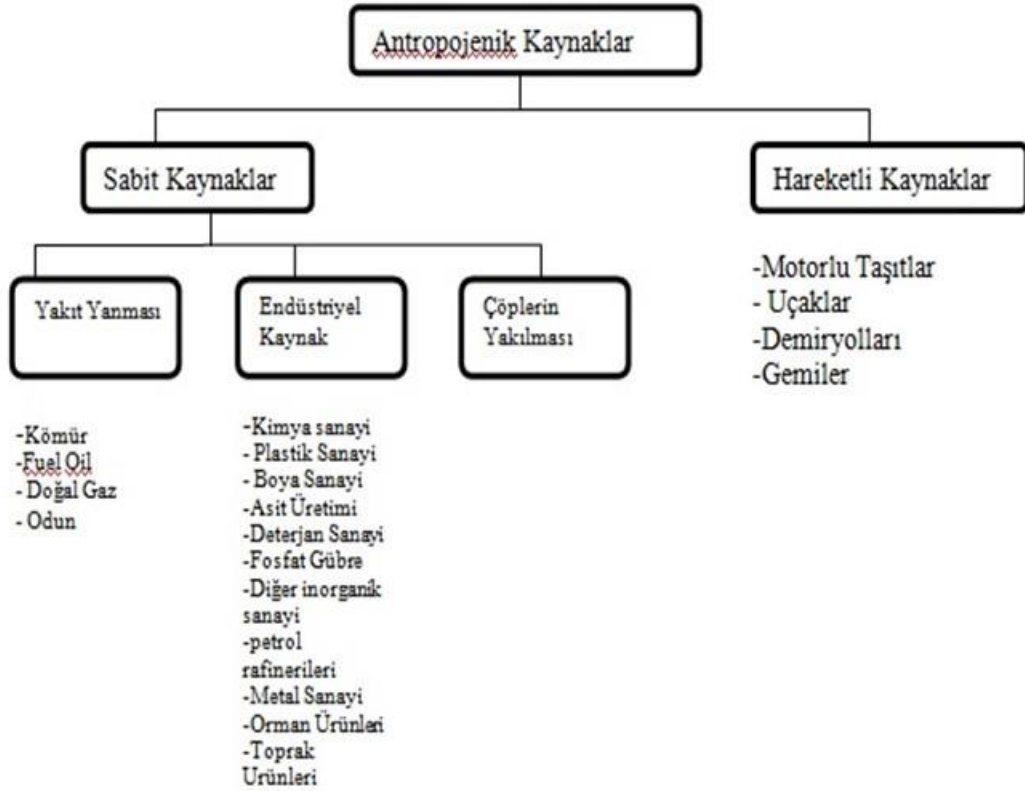 Antropojenik Kaynaklar
Sabit Kaynaklar
Hareketli Kaynaklar
Yakıt Yanması
Endüstriyel
Kaynak
Çöplerin
Yakılması
-Motorlu Taşıtlar
- Uçaklar
-Demiryolları
-Gemiler
-Kömür
-Fuel Oil
- Doğal Gaz
- Odun
-Kimya sanayi
- Plastik Sanayi
- Boya Sanayi
-Asit Üretimi
-Deterjan Sanayi
-Fosfat Gübre
-Diğer inorganik
sanayi
-petrol
rafinerileri
-Metal Sanayi
-Orman Ürünleri
-Toprak
Urünleri